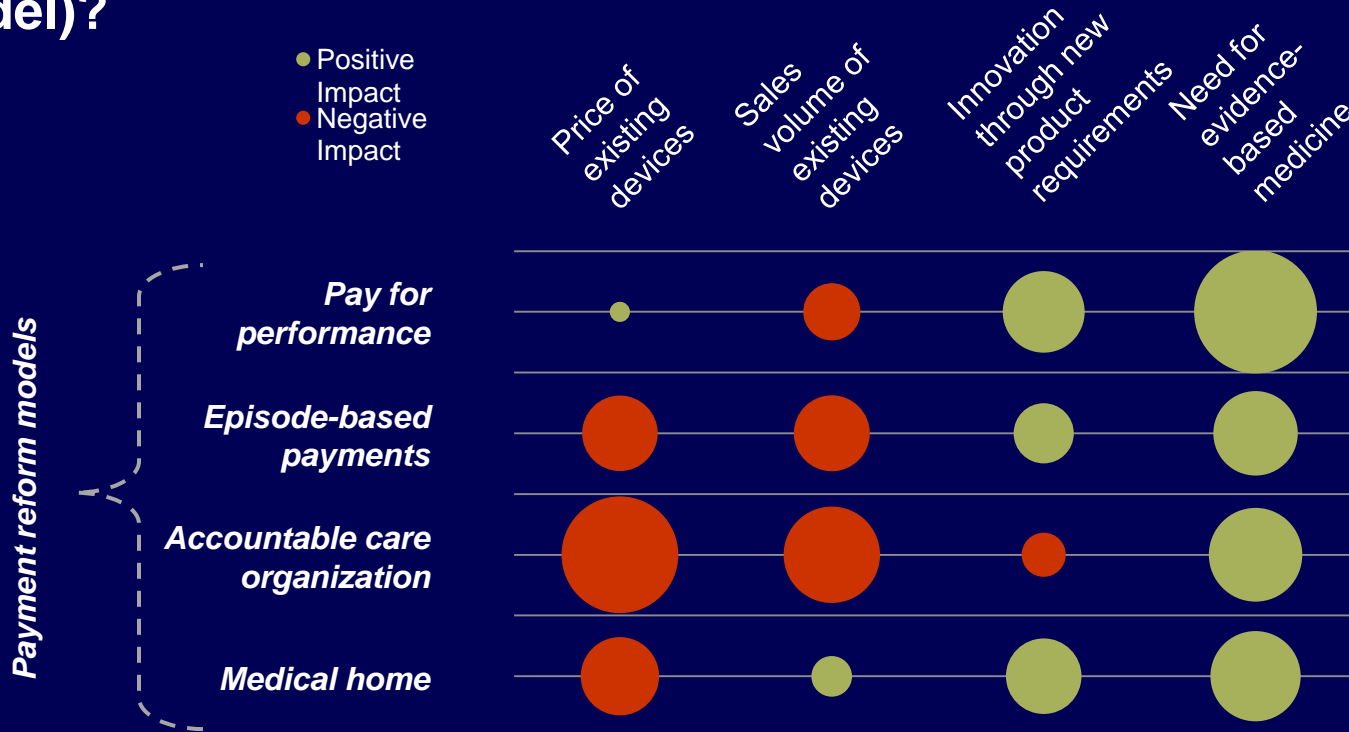 del)?
Positive
Impact
Negative
Impact
Price of
existing
devices
Sales
volume of
existing
devices
Innovation
through new
product
requirements
Need for
evidence-
based
medicine
Payment reform models
Pay for
performance
Episode-based
payments
Accountable care
organization
Medical home